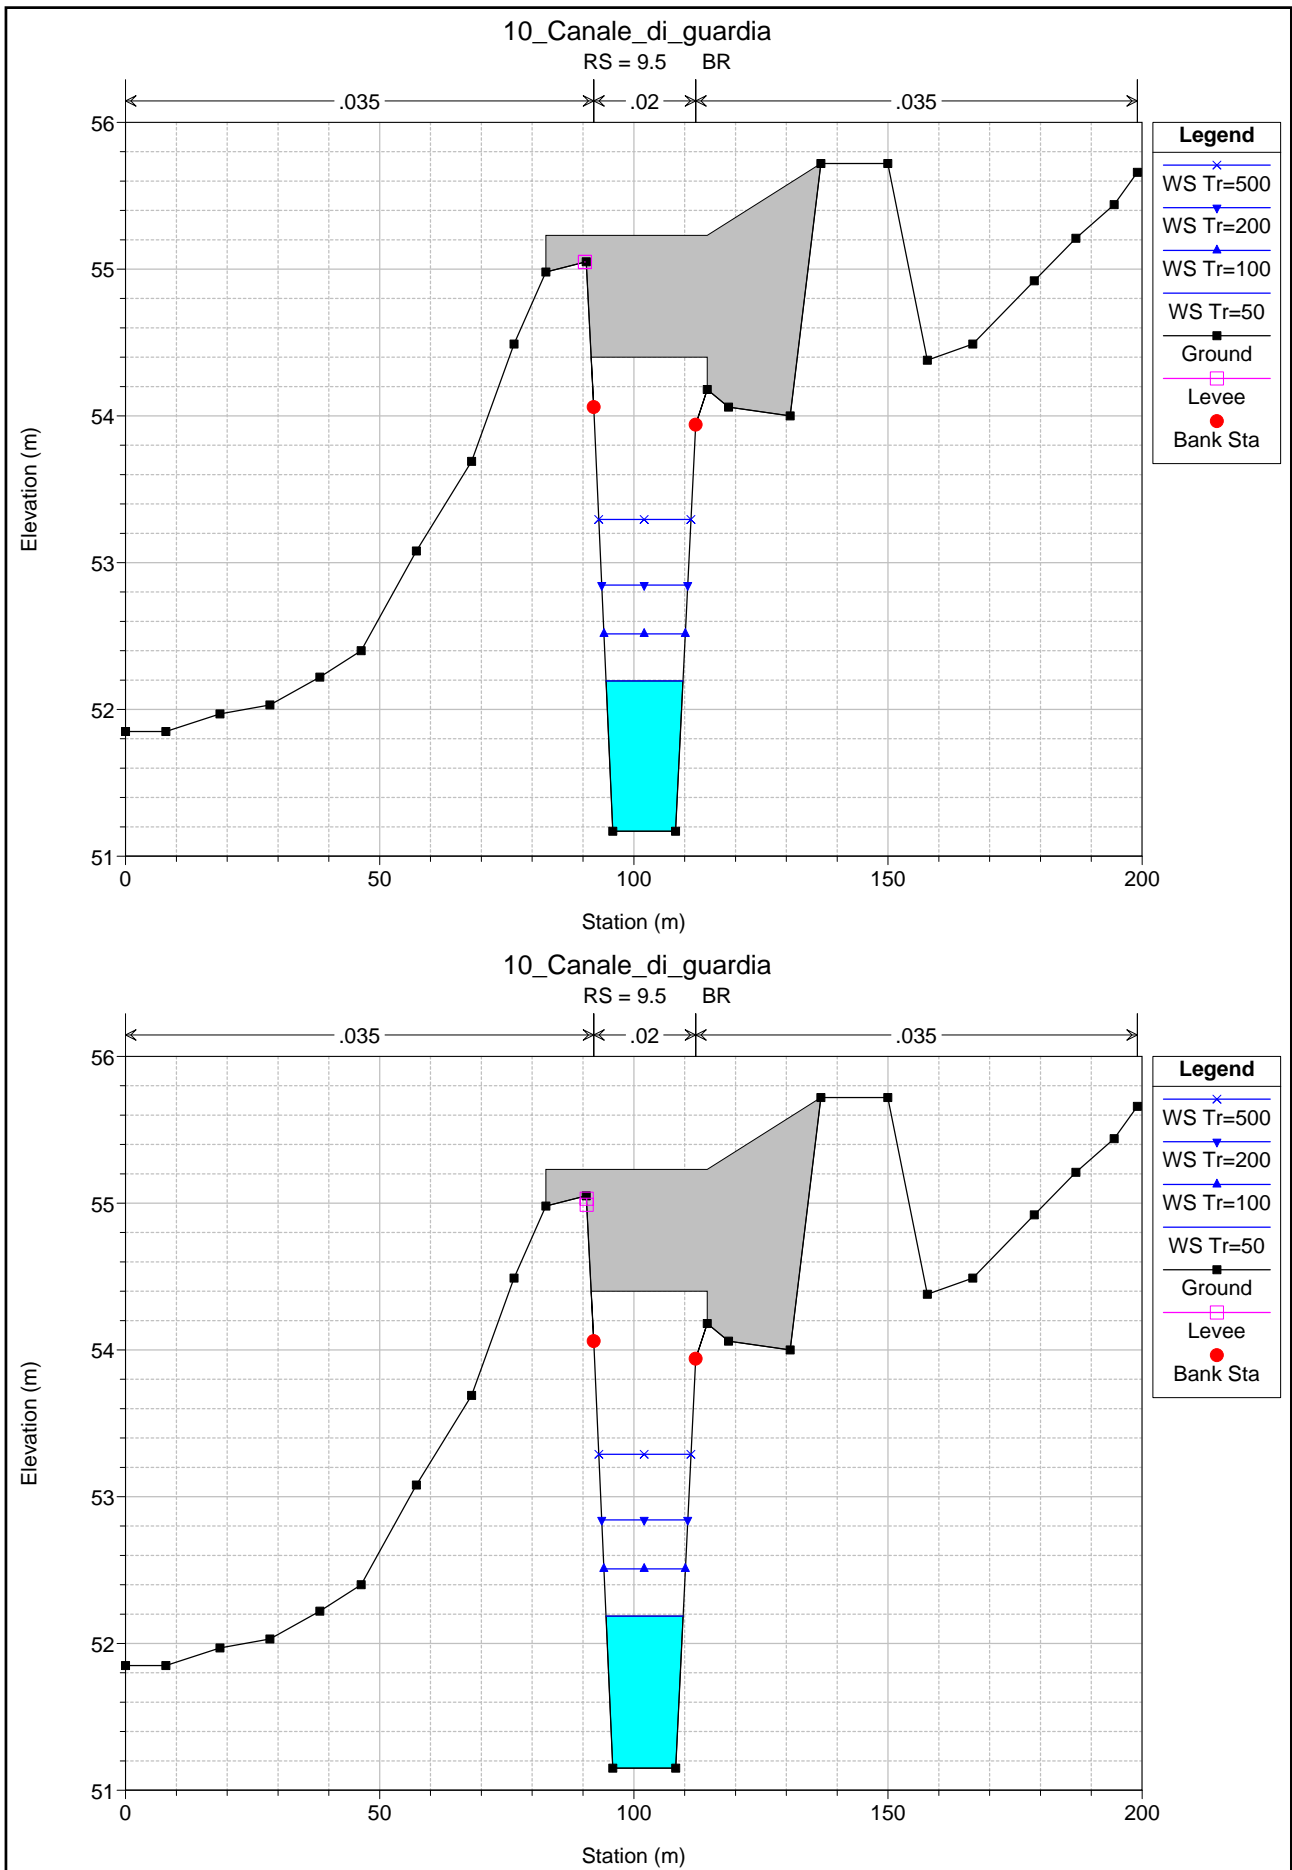 10_Canale_di_guardia
RS = 9.5 BR
.035 .02 .035
56
55
54
53
52
51
Elevation (m)
0 50 100 150 200
Station (m)
Legend
WS Tr=500
WS Tr=200
WS Tr=100
WS Tr=50
Ground
Levee
Bank Sta
10_Canale_di_guardia
RS = 9.5 BR
.035 .02 .035
56
55
54
53
52
51
Elevation (m)
0 50 100 150 200
Station (m)
Legend
WS Tr=500
WS Tr=200
WS Tr=100
WS Tr=50
Ground
Levee
Bank Sta